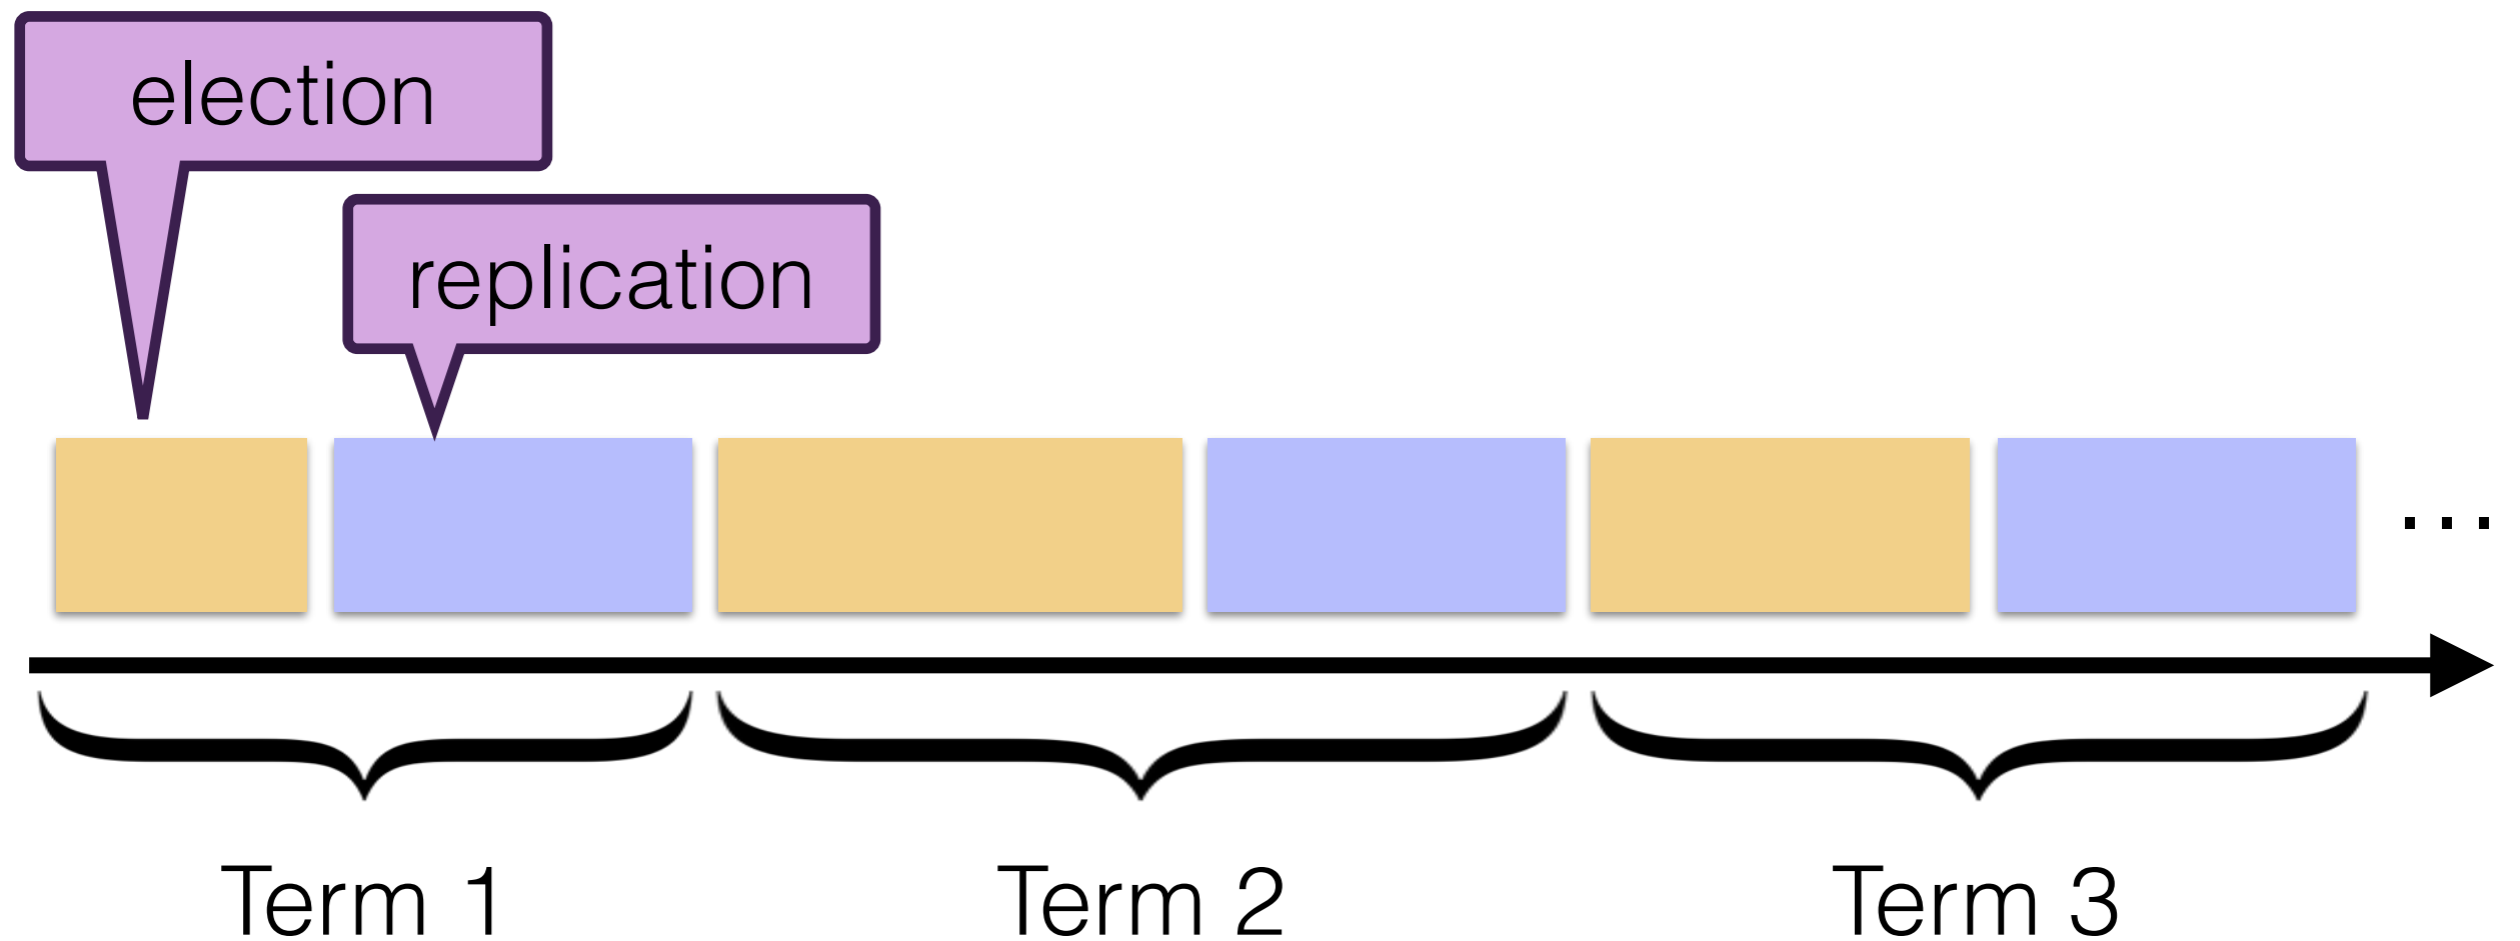 election
replication
...
Term 1
Term 2
Term 3